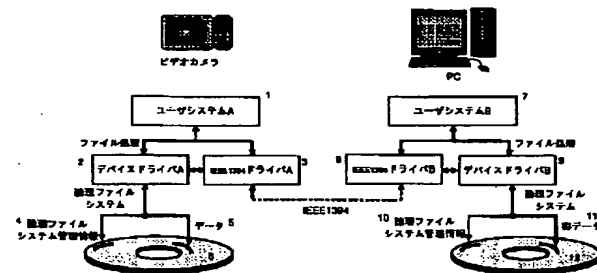 ビデオカメラ
PC
1
ユーザシステムA
7
ユーザシステムB
ファイル処理
ファイル処理
2
デバイスドライバA
3
IEEE1394ドライバA
IEEE1394ドライバB
9
デバイスドライバB
論理ファイル
システム
IEEE1394
論理ファイル
システム
4 論理ファイル
システム管理情報
データ 5
10 論理ファイル
システム管理情報
データ
11
6
12